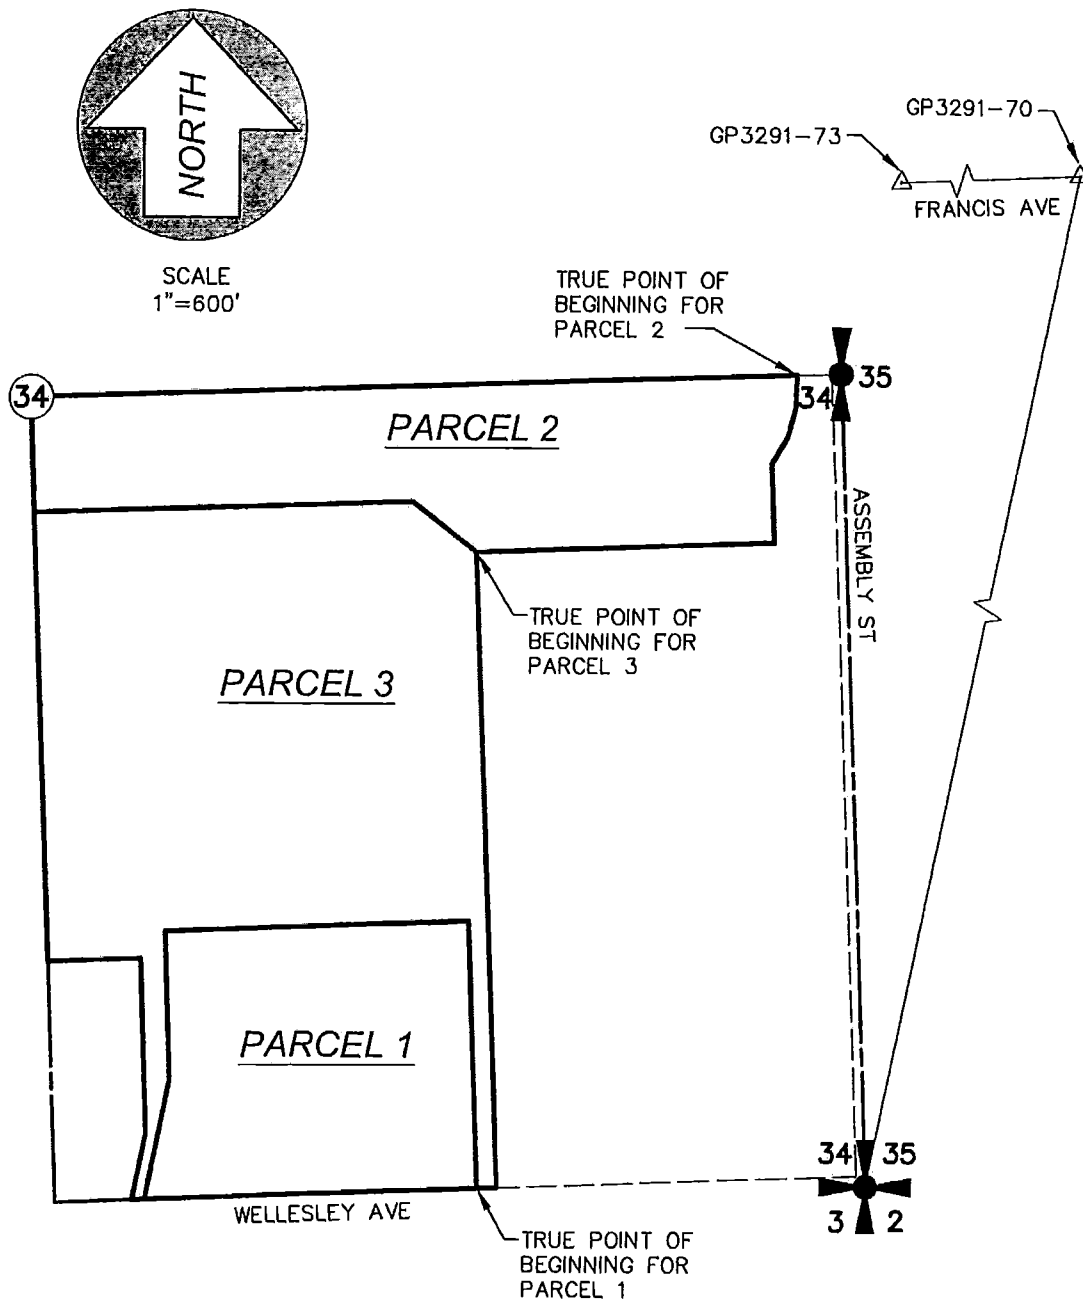 NORTH
SCALE
1"=600'
GP3291-70
GP3291-73
FRANCIS AVE
TRUE POINT OF
BEGINNING FOR
PARCEL 2
34
35
34
PARCEL 2
ASSEMBLY ST
TRUE POINT OF
BEGINNING FOR
PARCEL 3
PARCEL 3
PARCEL 1
34 35
3 2
WELLESLEY AVE
TRUE POINT OF
BEGINNING FOR
PARCEL 1